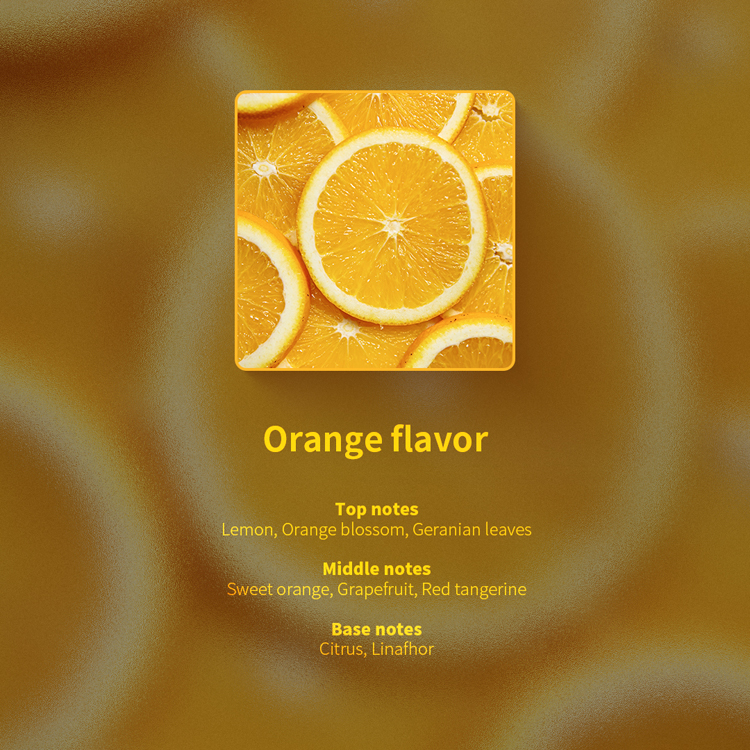 Orange flavor
Top notes
Lemon, Orange blossom, Geranian leaves
Middle notes
Sweet orange, Grapefruit, Red tangerine
Base notes
Citrus, Linafhor